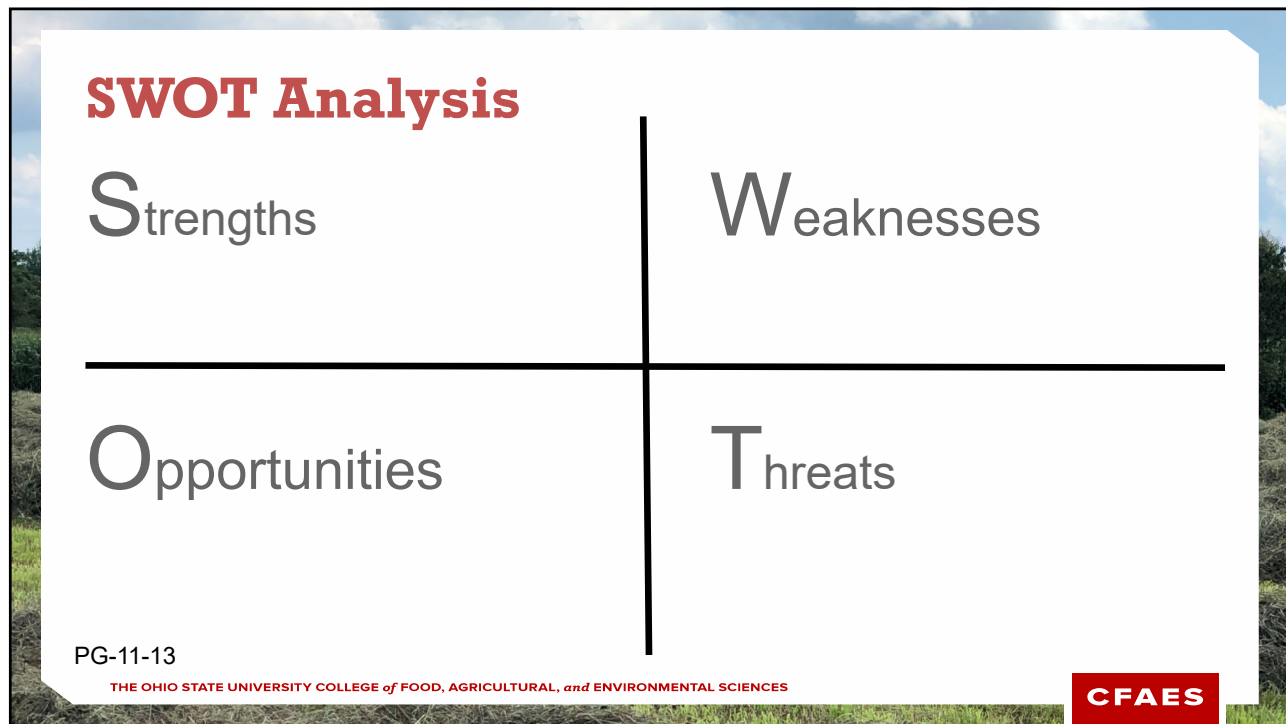 SWOT Analysis
Strengths
Weaknesses
Opportunities
Threats
PG-11-13
THE OHIO STATE UNIVERSITY COLLEGE of FOOD, AGRICULTURAL, and ENVIRONMENTAL SCIENCES
CFAES